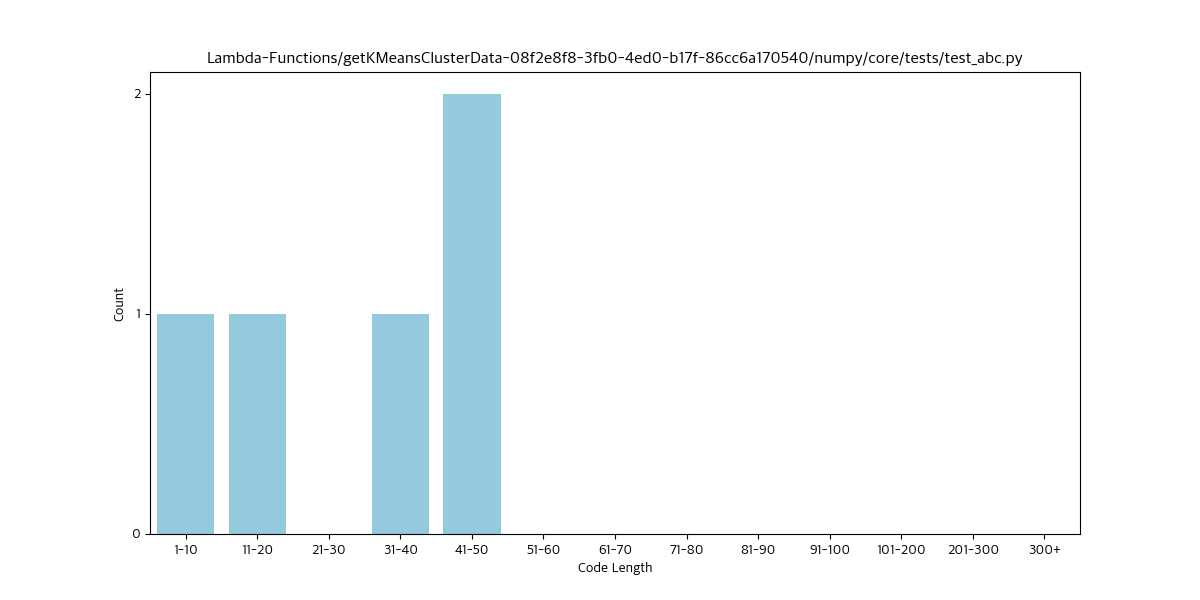 Lambda-Functions/getKMeansClusterData-08f2e8f8-3fb0-4ed0-b17f-86cc6a170540/numpy/core/tests/test_abc.py
2
1
0
Count
1-10 11-20 21-30 31-40 41-50 51-60 61-70 71-80 81-90 91-100 101-200 201-300 300+
Code Length